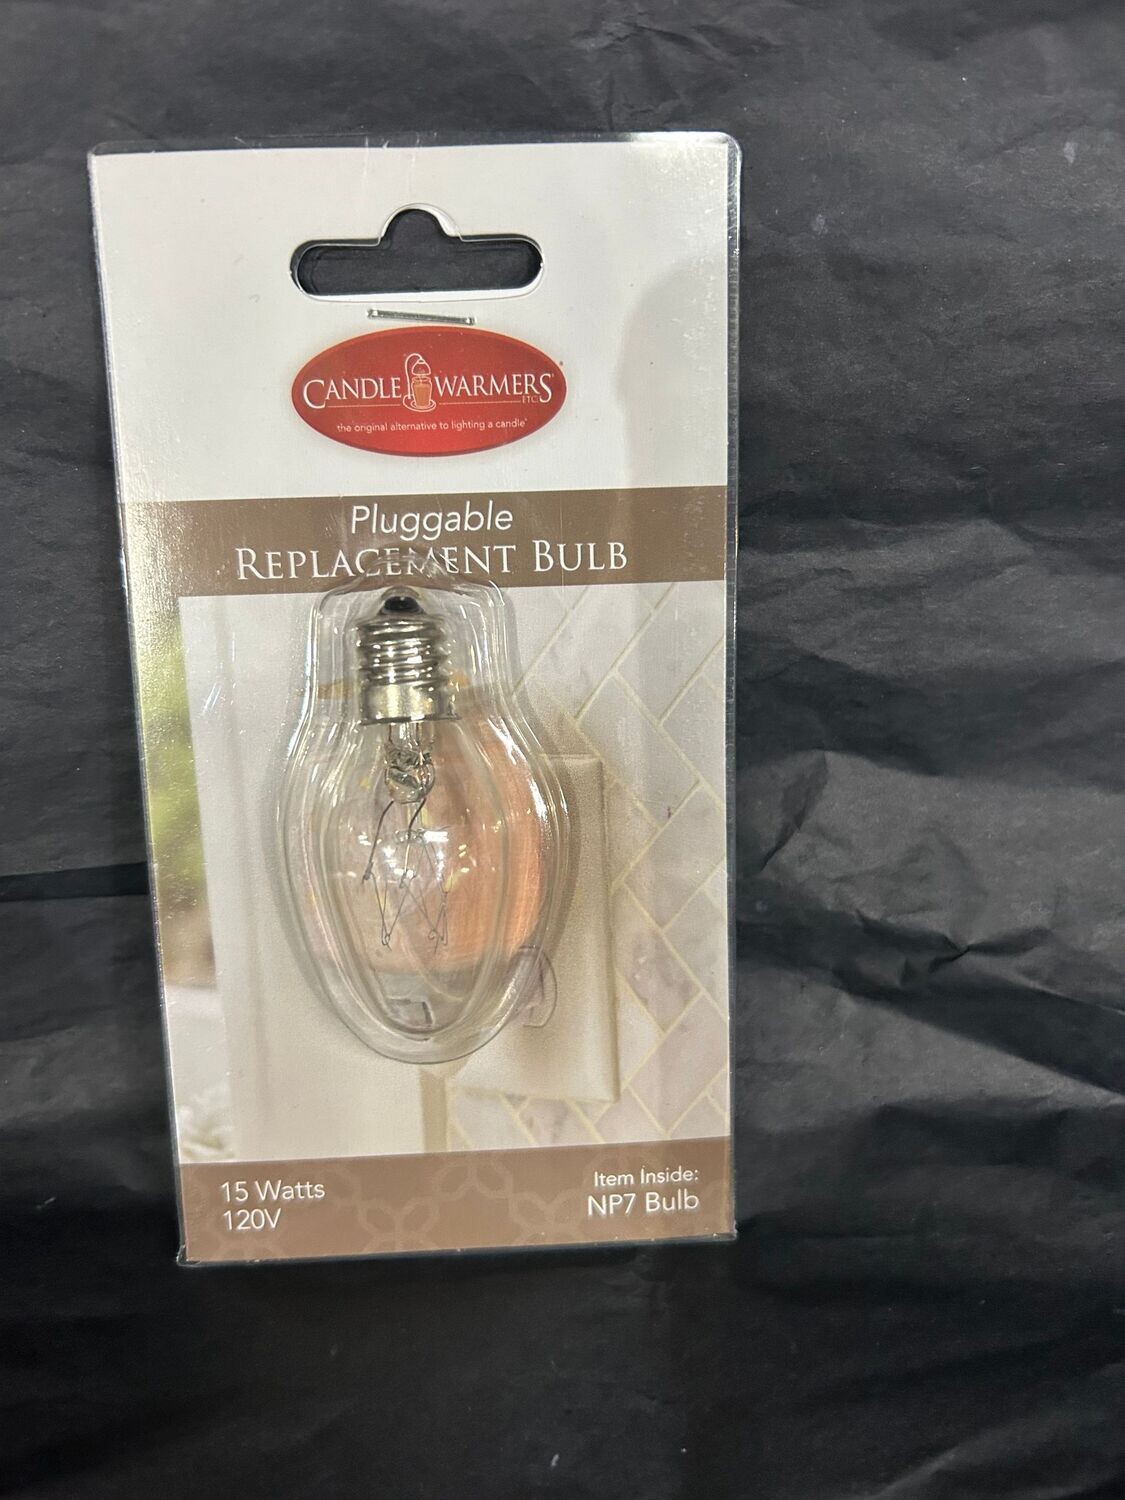 CANDLE WARMERS ETC.
the original alternative to lighting a candle®
Pluggable
REPLACEMENT BULB
15 Watts
120V
Item Inside:
NP7 Bulb